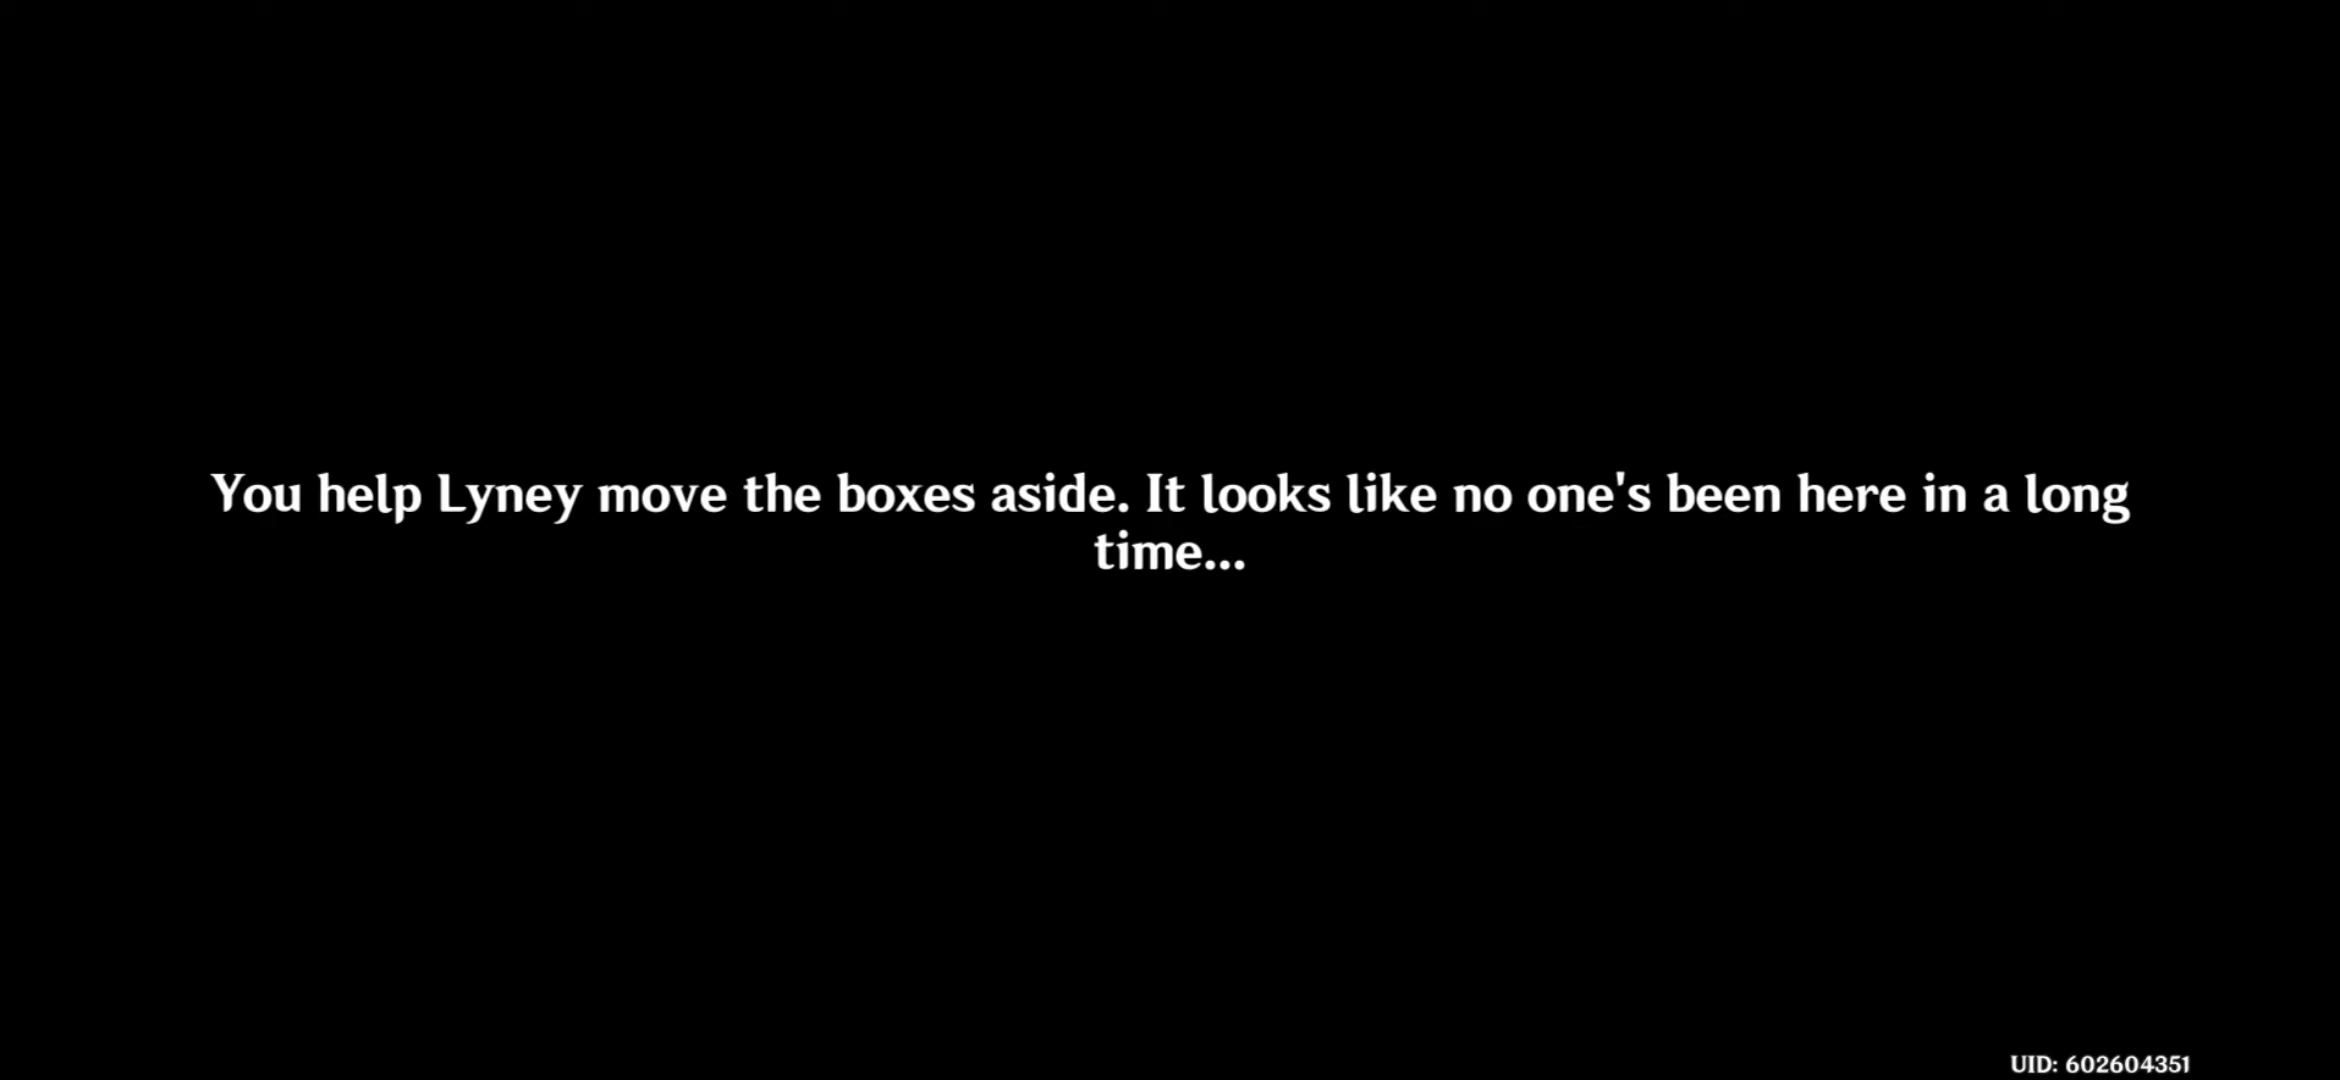 You help Lyney move the boxes aside. It looks like no one's been here in a long
time...
UID: 602604351